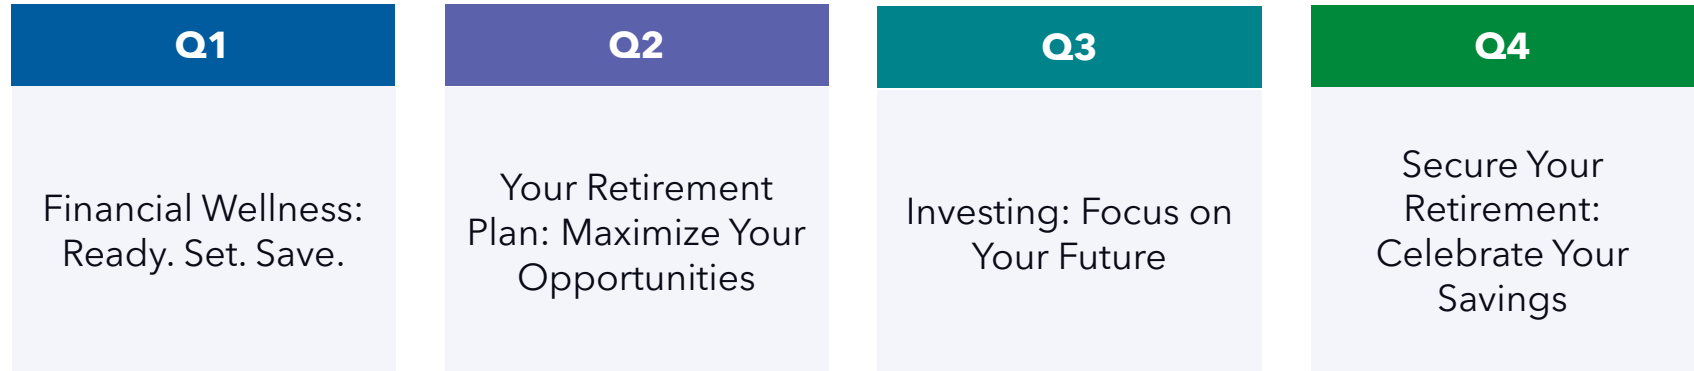 Q1
Financial Wellness:
Ready. Set. Save.
Q2
Your Retirement
Plan: Maximize Your
Opportunities
Q3
Investing: Focus on
Your Future
Q4
Secure Your
Retirement:
Celebrate Your
Savings